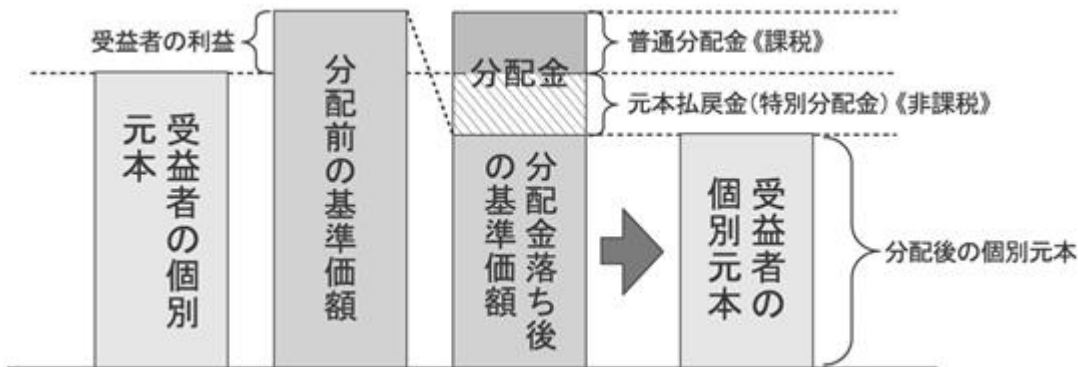 受益者の利益
受益者の個別
元本
分配前の基準価額
分配金
分配金落ち後
の基準価額
普通分配金《課税》
元本払戻金(特別分配金)《非課税》
受益者の
個別元本
分配後の個別元本